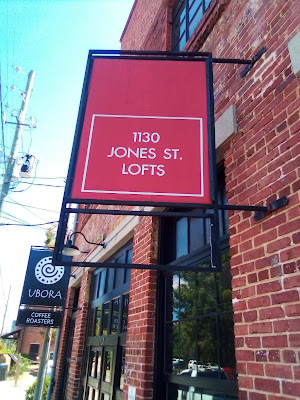 1130
JONES ST.
LOFTS
UBORA
COFFEE
ROASTERS